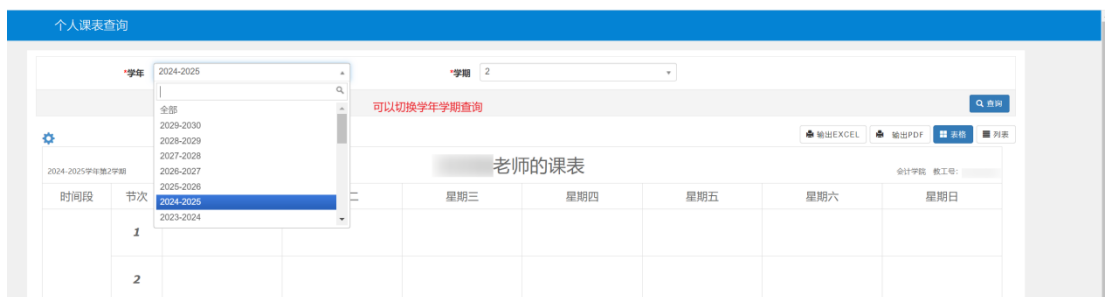 个人课表查询
*学年 2024-2025 *学期 2
全部
2029-2030
2028-2029
2027-2028
2026-2027
2025-2026
2024-2025
2023-2024
可以切换学年学期查询
查询
输出EXCEL 输出PDF 表格 列表
2024-2025学年第2学期 老师的课表 会计学院 教工号:
时间段 节次 二 星期三 星期四 星期五 星期六 星期日
1
2